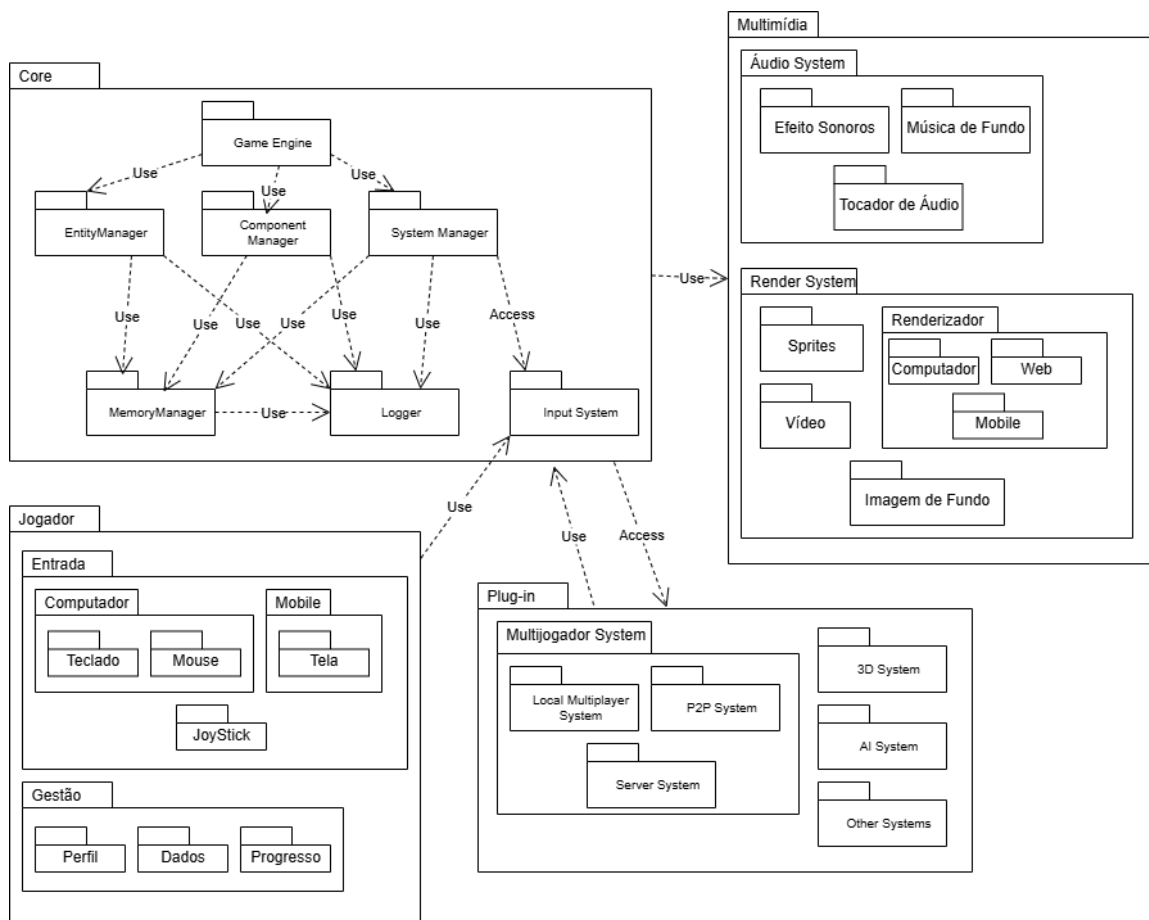 Core
Game Engine
Use
Use
Use
EntityManager
Component
Manager
System Manager
Use
Use
Use
Use
Use
Use
Access
MemoryManager
Use
Logger
Input System
Use
Multimídia
Áudio System
Efeito Sonoros
Música de Fundo
Tocador de Áudio
Render System
Sprites
Vídeo
Renderizador
Computador
Web
Mobile
Imagem de Fundo
Use
Use
Access
Jogador
Entrada
Computador
Teclado
Mouse
Mobile
Tela
JoyStick
Gestão
Perfil
Dados
Progresso
Plug-in
Multijogador System
Local Multiplayer
System
P2P System
Server System
3D System
AI System
Other Systems